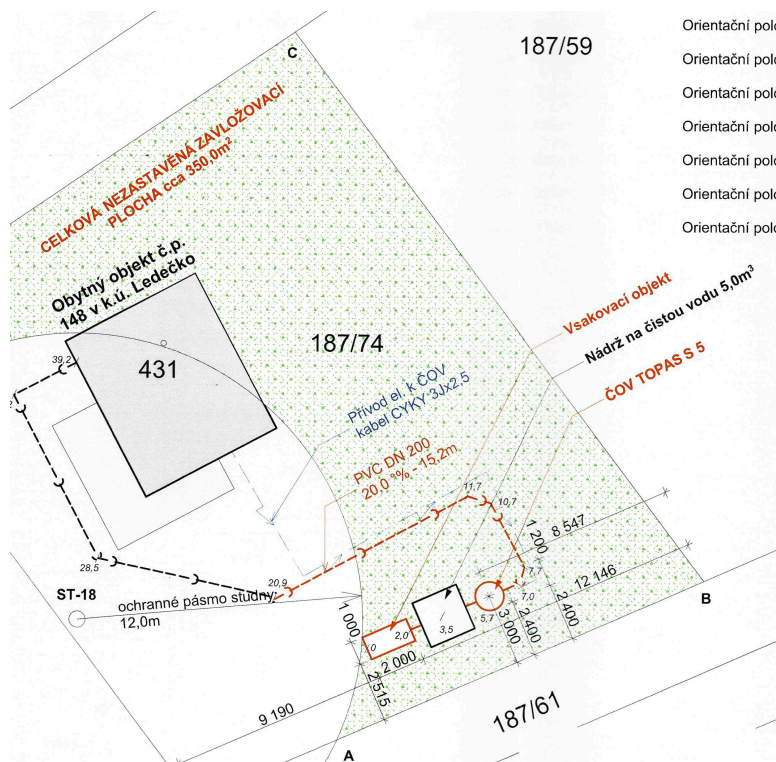 187/59
C
Orientační polo
Orientační polo
Orientační polo
Orientační polo
Orientační polo
Orientační polo
Orientační polo
CELKOVÁ NEZASTAVĚNÁ ZAVLOŽOVACÍ
PLOCHA cca 350,0m²
Obytný objekt č.p.
148 v k.ú. Ledečko
431
187/74
Vsakovací objekt
Nádrž na čistou vodu 5,0m³
ČOV TOPAS S 5
39,2
Přívod el. k ČOV
kabel CYKY 3Jx2,5
PVC DN 200
20,0 °% - 15,2m
11,7
10,7
1 200
8 547
28,5
20,9
ST-18
ochranné pásmo studny:
12,0m
1 000
7,7
7,0
12 146
B
2,0
3,5
5,7
3 000
2 400
2 400
2 000
2 515
9 190
187/61
A